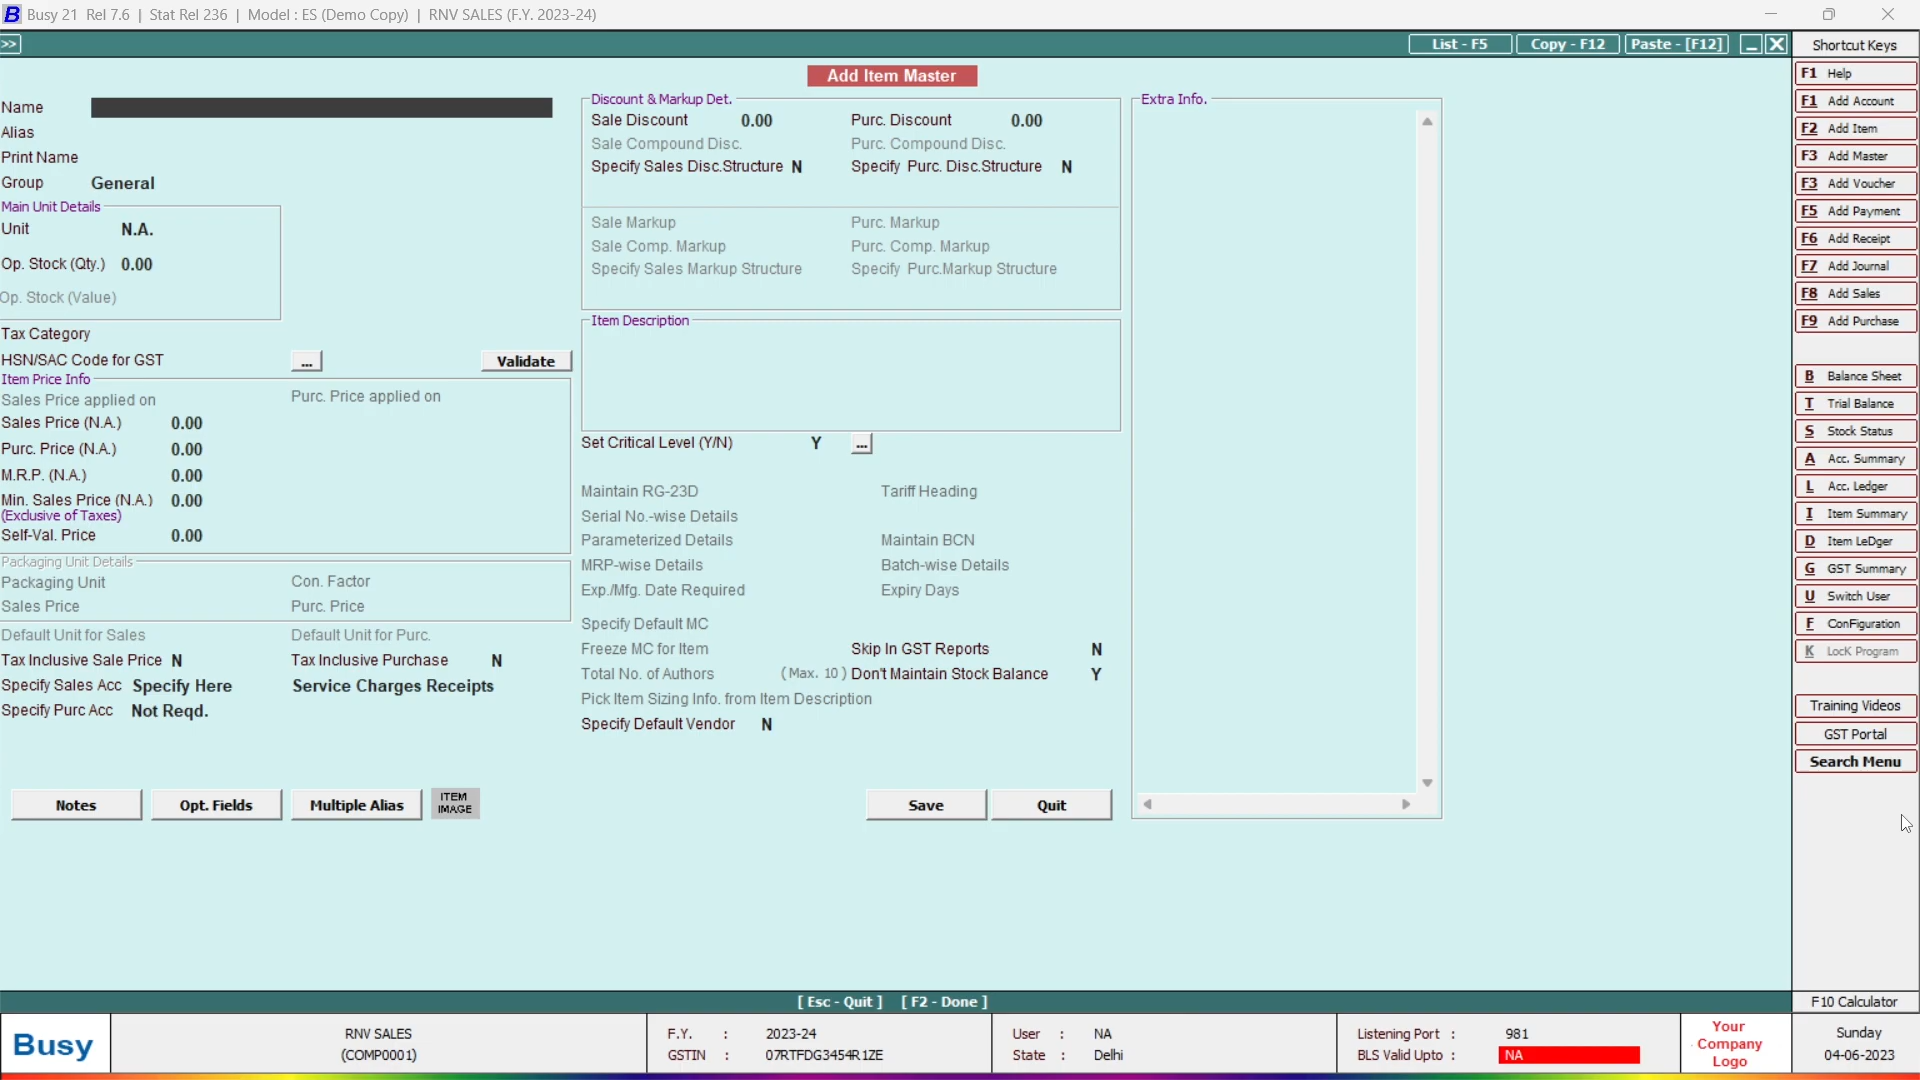 B Busy 21 Rel 7.6 | Stat Rel 236 | Model : ES (Demo Copy) | RNV SALES (F.Y. 2023-24)
>> List - F5 Copy - F12 Paste - [F12] Shortcut Keys
Add Item Master
Name
Alias
Print Name
Group General
Main Unit Details
Unit N.A.
Op. Stock (Qty.) 0.00
Op. Stock (Value)
Tax Category
HSN/SAC Code for GST ... Validate
Item Price Info
Sales Price applied on Purc. Price applied on
Sales Price (N.A.) 0.00
Purc. Price (N.A.) 0.00
M.R.P. (N.A.) 0.00
Min. Sales Price (N.A.) 0.00
(Exclusive of Taxes)
Self-Val. Price 0.00
Packaging Unit Details
Packaging Unit Con. Factor
Sales Price Purc. Price
Default Unit for Sales Default Unit for Purc.
Tax Inclusive Sale Price N Tax Inclusive Purchase N
Specify Sales Acc Specify Here Service Charges Receipts
Specify Purc Acc Not Reqd.
Notes Opt. Fields Multiple Alias ITEM IMAGE
Discount & Markup Det.
Sale Discount 0.00 Purc. Discount 0.00
Sale Compound Disc. Purc. Compound Disc.
Specify Sales Disc.Structure N Specify Purc. Disc.Structure N
Sale Markup Purc. Markup
Sale Comp. Markup Purc. Comp. Markup
Specify Sales Markup Structure Specify Purc.Markup Structure
Item Description
Set Critical Level (Y/N) Y ...
Maintain RG-23D Tariff Heading
Serial No.-wise Details
Parameterized Details Maintain BCN
MRP-wise Details Batch-wise Details
Exp./Mfg. Date Required Expiry Days
Specify Default MC
Freeze MC for Item Skip In GST Reports N
Total No. of Authors (Max. 10) Don't Maintain Stock Balance Y
Pick Item Sizing Info. from Item Description
Specify Default Vendor N
Save Quit
Extra Info.
F1 Help
F1 Add Account
F2 Add Item
F3 Add Master
F3 Add Voucher
F5 Add Payment
F6 Add Receipt
F7 Add Journal
F8 Add Sales
F9 Add Purchase
B Balance Sheet
T Trial Balance
S Stock Status
A Acc. Summary
L Acc. Ledger
I Item Summary
D Item LeDger
G GST Summary
U Switch User
F ConFiguration
K LocK Program
Training Videos
GST Portal
Search Menu
[ Esc - Quit ] [ F2 - Done ] F10 Calculator
Busy
RNV SALES
(COMP0001)
F.Y. : 2023-24
GSTIN : 07RTFDG3454R1ZE
User : NA
State : Delhi
Listening Port : 981
BLS Valid Upto : NA
Your
Company
Logo
Sunday
04-06-2023